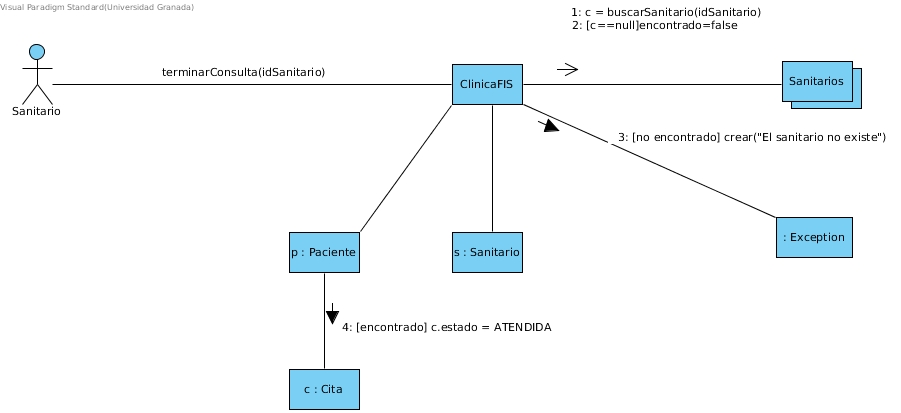 Visual Paradigm Standard(Universidad Granada)
1: c = buscarSanitario(idSanitario)
2: [c==null]encontrado=false
terminarConsulta(idSanitario)
ClinicaFIS
Sanitarios
Sanitario
3: [no encontrado] crear("El sanitario no existe")
p : Paciente
s : Sanitario
: Exception
4: [encontrado] c.estado = ATENDIDA
c : Cita